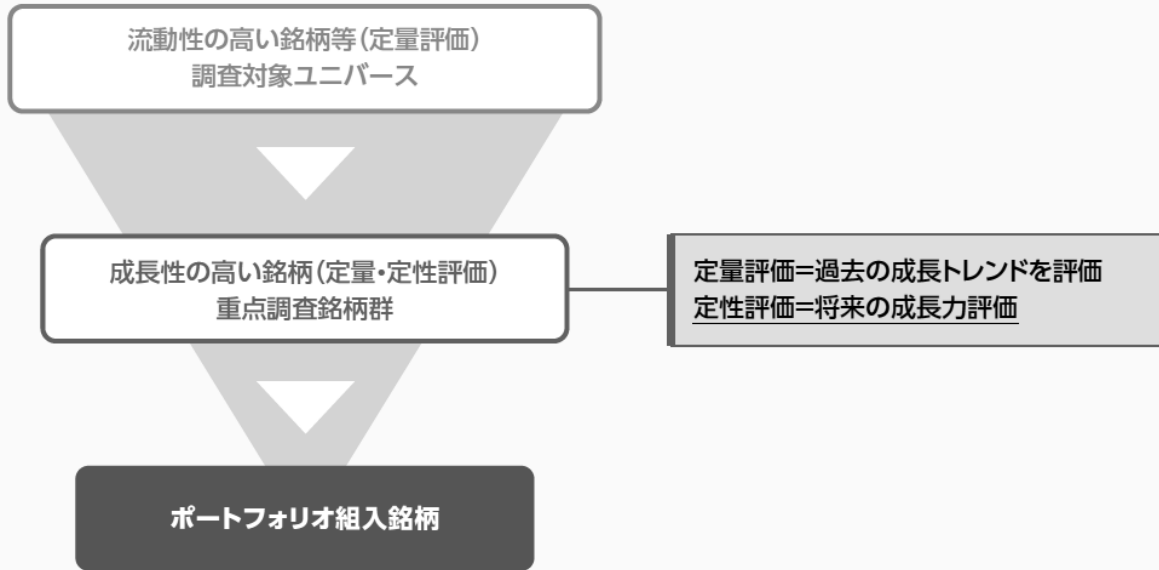 流動性の高い銘柄等（定量評価）
調査対象ユニバース
成長性の高い銘柄（定量・定性評価）
重点調査銘柄群
定量評価=過去の成長トレンドを評価
定性評価=将来の成長力評価
ポートフォリオ組入銘柄